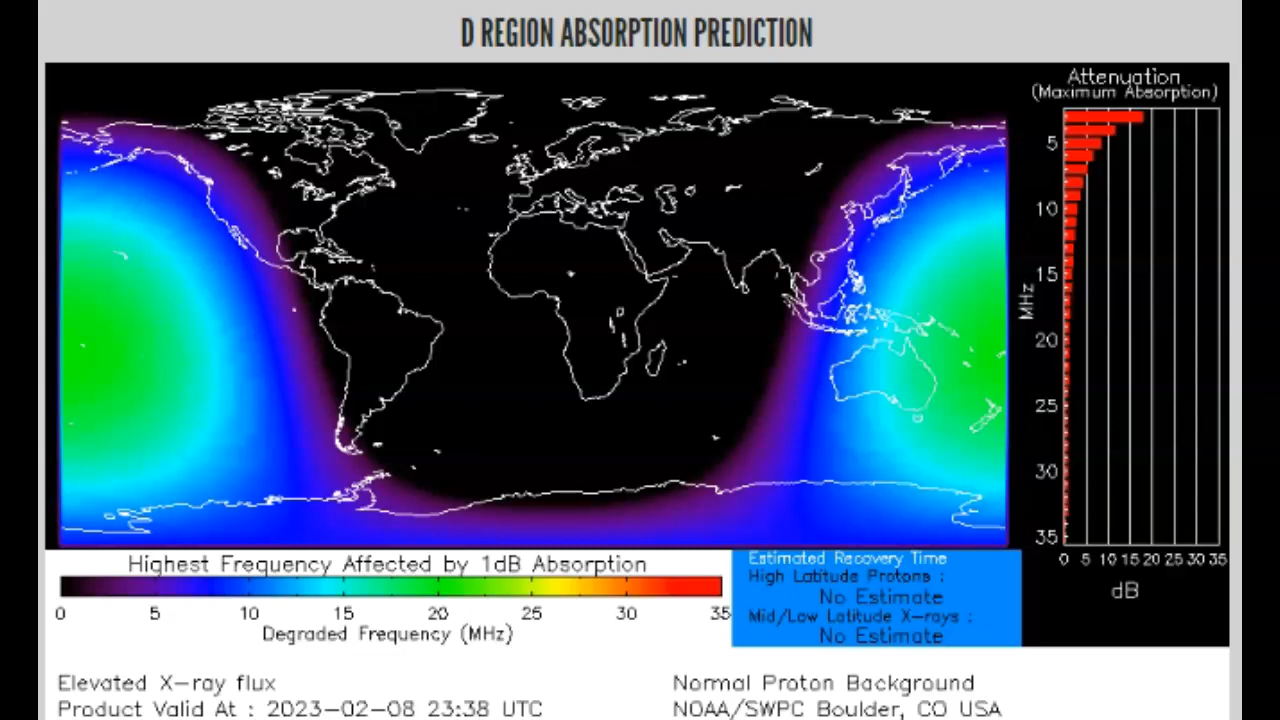 D REGION ABSORPTION PREDICTION
Attenuation
(Maximum Absorption)
5
10
15
20
25
30
35
MHz
0 5 10 15 20 25 30 35
dB
Highest Frequency Affected by 1dB Absorption
0 5 10 15 20 25 30 35
Degraded Frequency (MHz)
Estimated Recovery Time
High Latitude Protons :
No Estimate
Mid/Low Latitude X-rays :
No Estimate
Elevated X-ray flux
Normal Proton Background
Product Valid At : 2023-02-08 23:38 UTC
NOAA/SWPC Boulder, CO USA